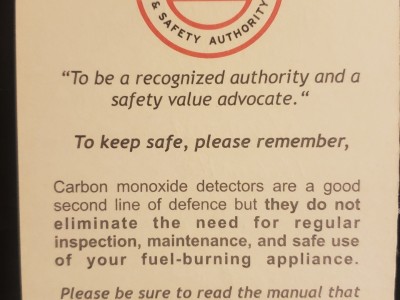 & SAFETY AUTHORITY
"To be a recognized authority and a
safety value advocate."
To keep safe, please remember,
Carbon monoxide detectors are a good
second line of defence but they do not
eliminate the need for regular
inspection, maintenance, and safe use
of your fuel-burning appliance.
Please be sure to read the manual that